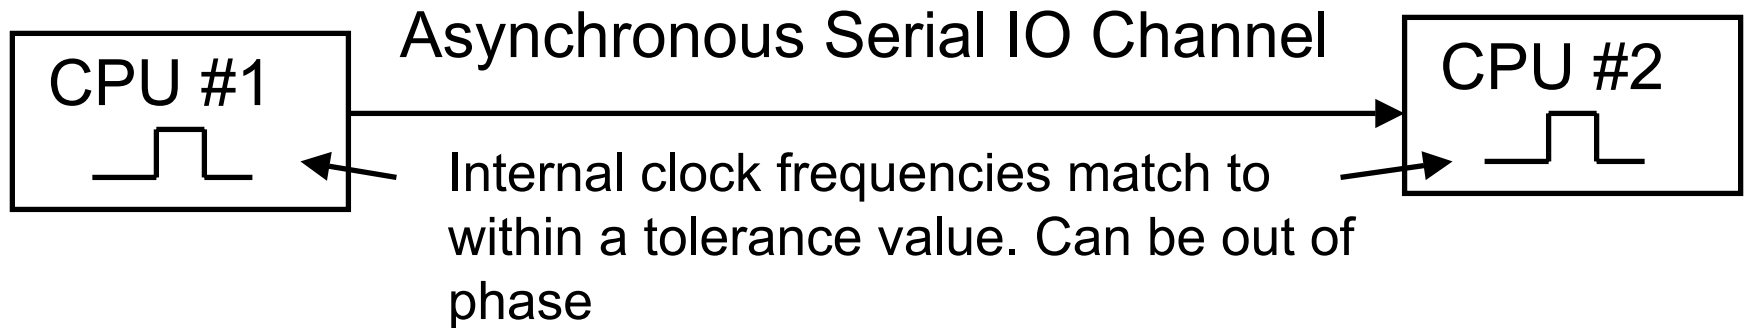 Asynchronous Serial IO Channel
CPU #1
CPU #2
Internal clock frequencies match to
within a tolerance value. Can be out of
phase